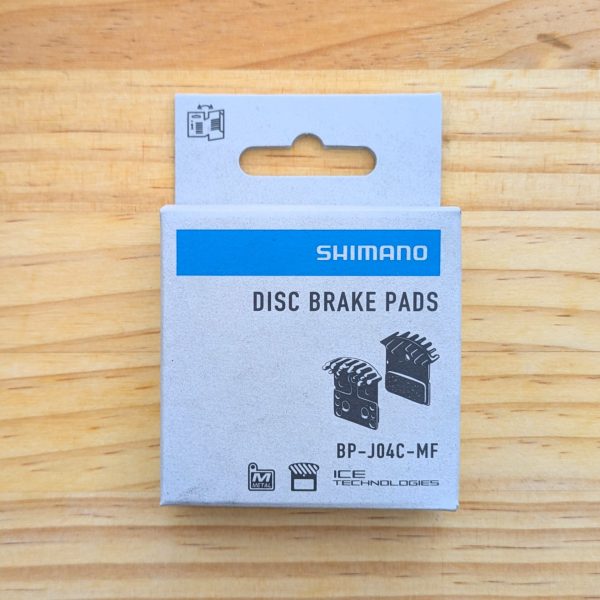 SHIMANO
DISC BRAKE PADS
BP-J04C-MF
M
METAL
ICE
TECHNOLOGIES